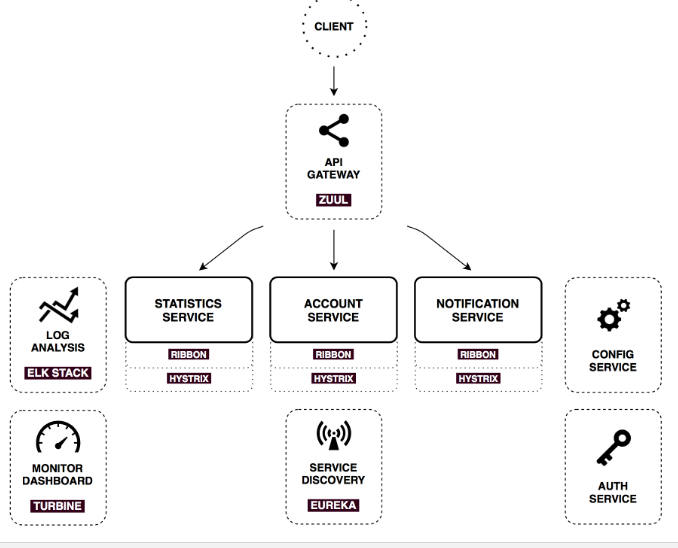 CLIENT
API
GATEWAY
ZUUL
STATISTICS
SERVICE
RIBBON
HYSTRIX
ACCOUNT
SERVICE
RIBBON
HYSTRIX
NOTIFICATION
SERVICE
RIBBON
HYSTRIX
LOG
ANALYSIS
ELK STACK
CONFIG
SERVICE
MONITOR
DASHBOARD
TURBINE
SERVICE
DISCOVERY
EUREKA
AUTH
SERVICE